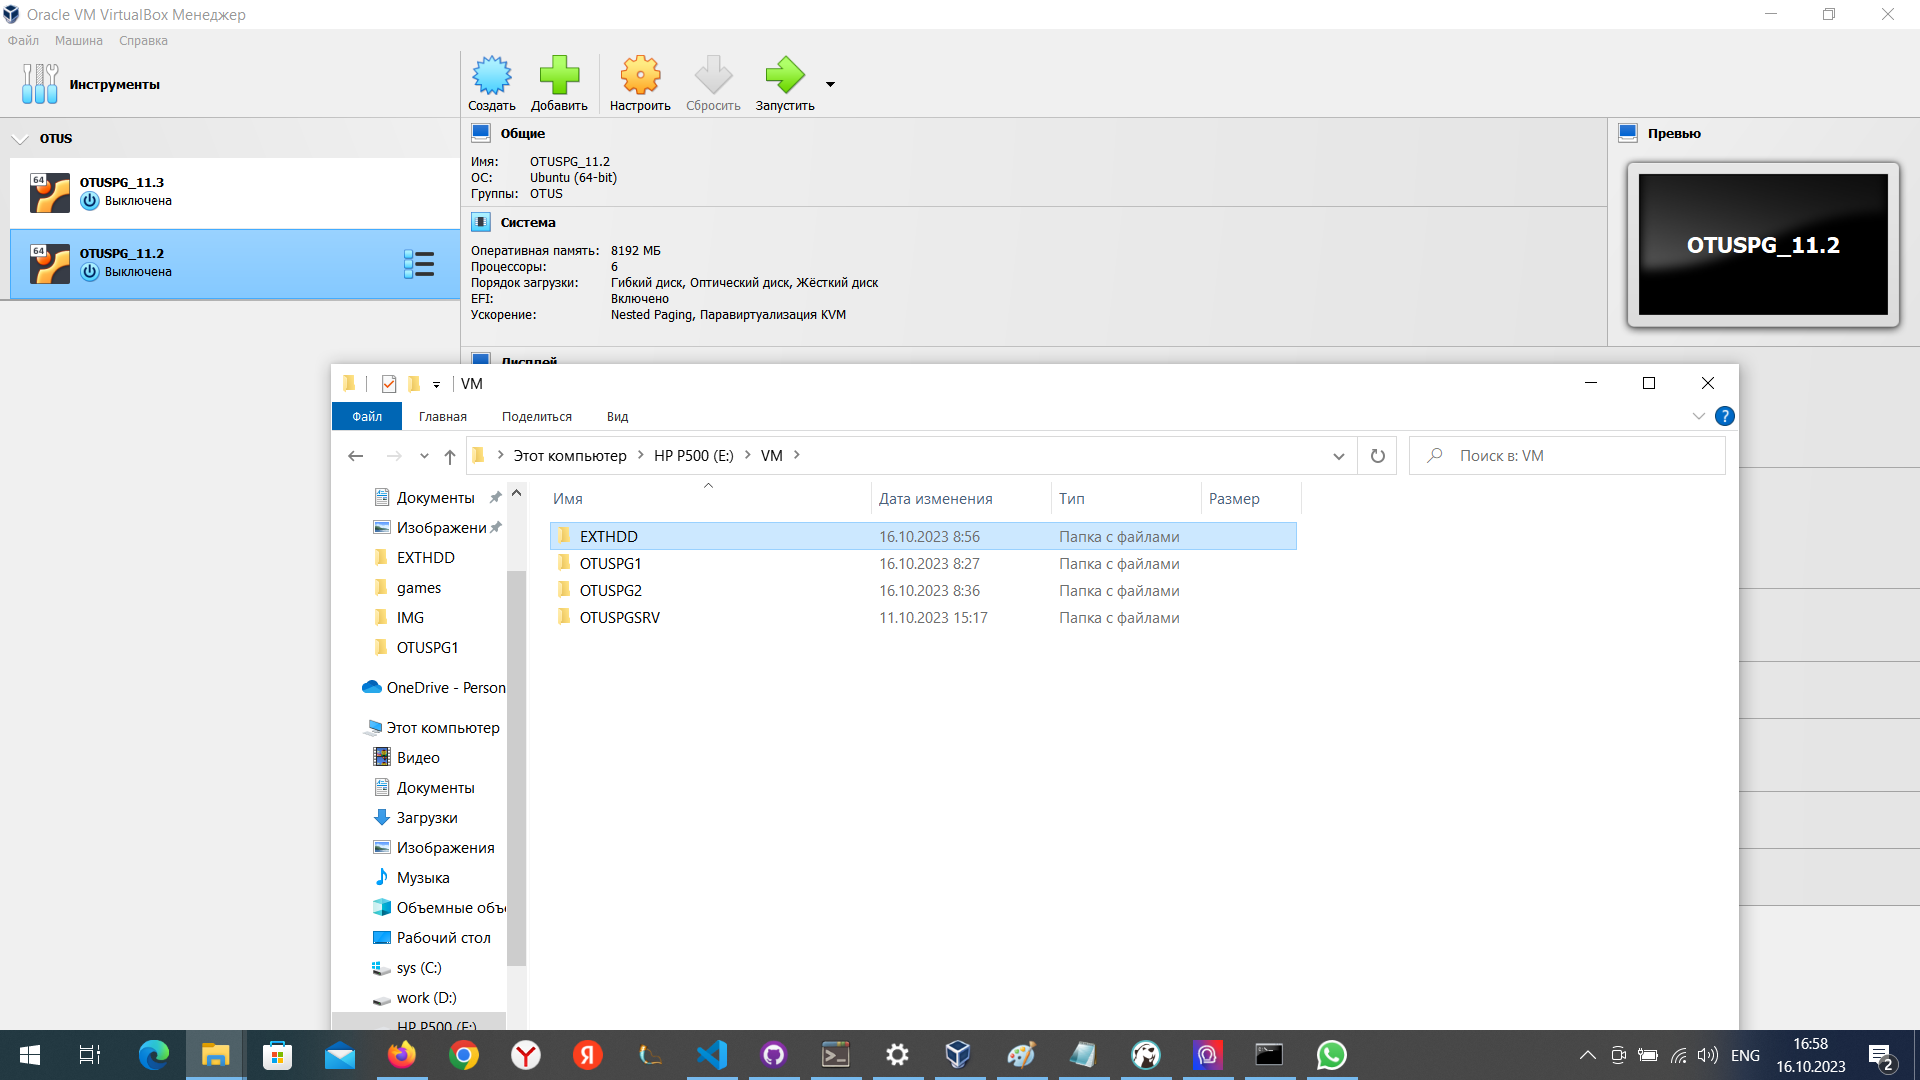 Oracle VM VirtualBox Менеджер
Файл Машина Справка
Инструменты
Создать Добавить Настроить Сбросить Запустить
OTUS
64
OTUSPG_11.3
Выключена
64
OTUSPG_11.2
Выключена
Общие
Имя: OTUSPG_11.2
ОС: Ubuntu (64-bit)
Группы: OTUS
Система
Оперативная память: 8192 МБ
Процессоры: 6
Порядок загрузки: Гибкий диск, Оптический диск, Жёсткий диск
EFI: Включено
Ускорение: Nested Paging, Паравиртуализация KVM
Дисплей
Превью
OTUSPG_11.2
VM
Файл Главная Поделиться Вид
Этот компьютер HP P500 (E:) VM
Поиск в: VM
Имя Дата изменения Тип Размер
EXTHDD 16.10.2023 8:56 Папка с файлами
OTUSPG1 16.10.2023 8:27 Папка с файлами
OTUSPG2 16.10.2023 8:36 Папка с файлами
OTUSPGSRV 11.10.2023 15:17 Папка с файлами
Документы
Изображени
EXTHDD
games
IMG
OTUSPG1
OneDrive - Person
Этот компьютер
Видео
Документы
Загрузки
Изображения
Музыка
Объемные объ
Рабочий стол
sys (C:)
work (D:)
HP P500 (E:)
ENG
16:58
16.10.2023
2